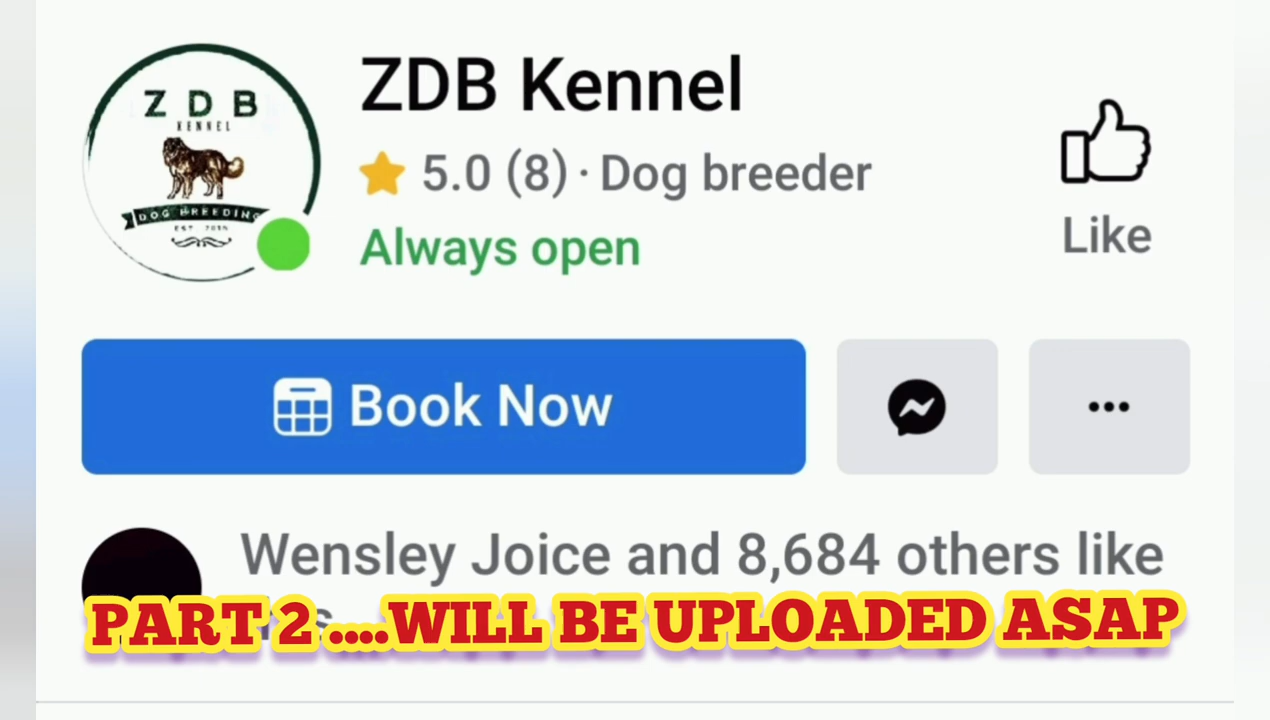 Z D B
KENNEL
DOG BREEDING
ZDB Kennel
5.0 (8) · Dog breeder
Always open
Like
Book Now
Wensley Joice and 8,684 others like
PART 2 ....WILL BE UPLOADED ASAP